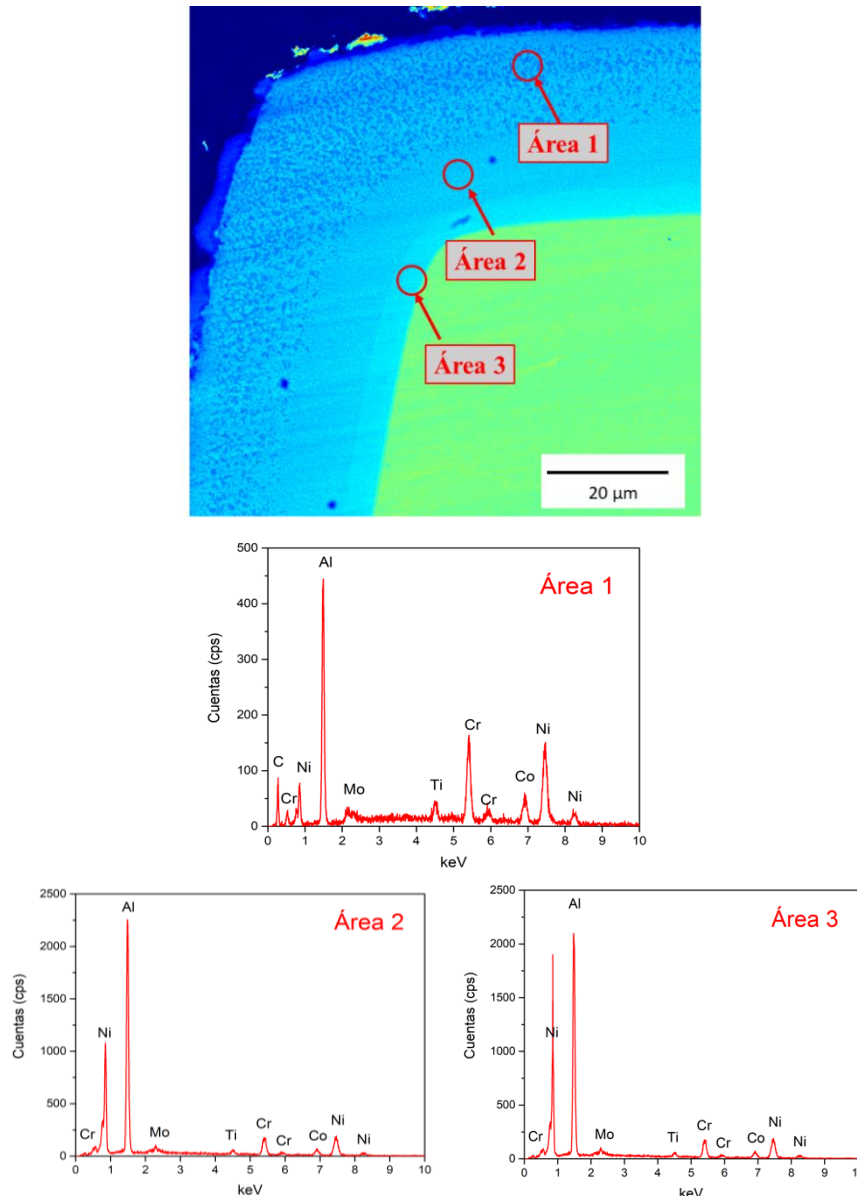 Área 1
Área 2
Área 3
20 µm
Área 1
Cuentas (cps)
500
400
300
200
100
0
C
Cr
Ni
Al
Mo
Ti
Cr
Cr
Co
Ni
Ni
0 1 2 3 4 5 6 7 8 9 10
keV
Área 2
Cuentas (cps)
2500
2000
1500
1000
500
0
Cr
Ni
Al
Mo
Ti
Cr
Cr
Co
Ni
Ni
0 1 2 3 4 5 6 7 8 9 10
keV
Área 3
Cuentas (cps)
2500
2000
1500
1000
500
0
Cr
Ni
Al
Mo
Ti
Cr
Cr
Co
Ni
Ni
0 1 2 3 4 5 6 7 8 9 10
keV